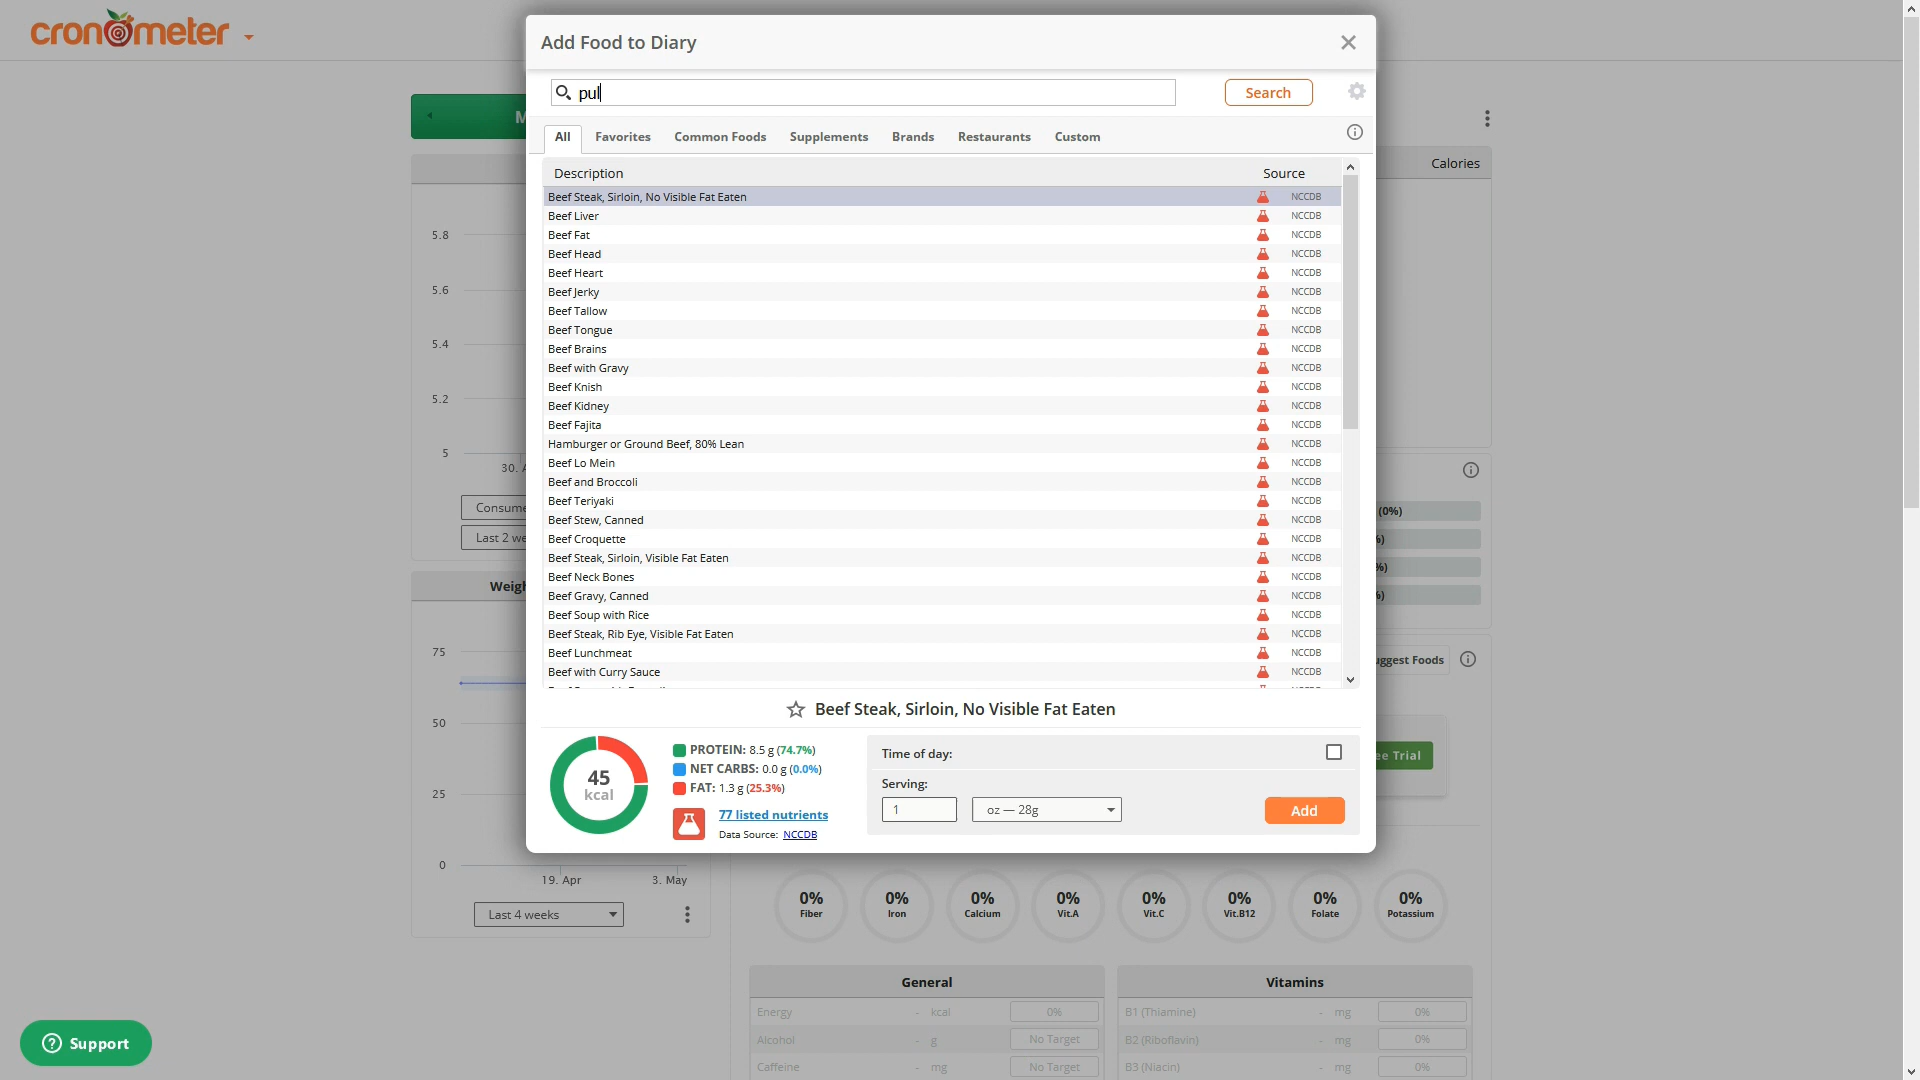 cronometer
Add Food to Diary
pul
Search
All Favorites Common Foods Supplements Brands Restaurants Custom
M
Calories
Description Source
Beef Steak, Sirloin, No Visible Fat Eaten NCCDB
Beef Liver NCCDB
Beef Fat NCCDB
Beef Head NCCDB
Beef Heart NCCDB
Beef Jerky NCCDB
Beef Tallow NCCDB
Beef Tongue NCCDB
Beef Brains NCCDB
Beef with Gravy NCCDB
Beef Knish NCCDB
Beef Kidney NCCDB
Beef Fajita NCCDB
Hamburger or Ground Beef, 80% Lean NCCDB
Beef Lo Mein NCCDB
Beef and Broccoli NCCDB
Beef Teriyaki NCCDB
Beef Stew, Canned NCCDB
Beef Croquette NCCDB
Beef Steak, Sirloin, Visible Fat Eaten NCCDB
Beef Neck Bones NCCDB
Beef Gravy, Canned NCCDB
Beef Soup with Rice NCCDB
Beef Steak, Rib Eye, Visible Fat Eaten NCCDB
Beef Lunchmeat NCCDB
Beef with Curry Sauce NCCDB
5.8
5.6
5.4
5.2
5
30. A
Consume
Last 2 we
(0%)
%)
%)
%)
Weigh
75
50
25
0
19. Apr 3. May
Last 4 weeks
uggest Foods
ee Trial
Beef Steak, Sirloin, No Visible Fat Eaten
45
kcal
PROTEIN: 8.5 g (74.7%)
NET CARBS: 0.0 g (0.0%)
FAT: 1.3 g (25.3%)
77 listed nutrients
Data Source: NCCDB
Time of day:
Serving:
1 oz — 28g
Add
0% 0% 0% 0% 0% 0% 0% 0%
Fiber Iron Calcium Vit.A Vit.C Vit.B12 Folate Potassium
General
Energy - kcal 0%
Alcohol - g No Target
Caffeine - mg No Target
Vitamins
B1 (Thiamine) - mg 0%
B2 (Riboflavin) - mg 0%
B3 (Niacin) - mg 0%
Support